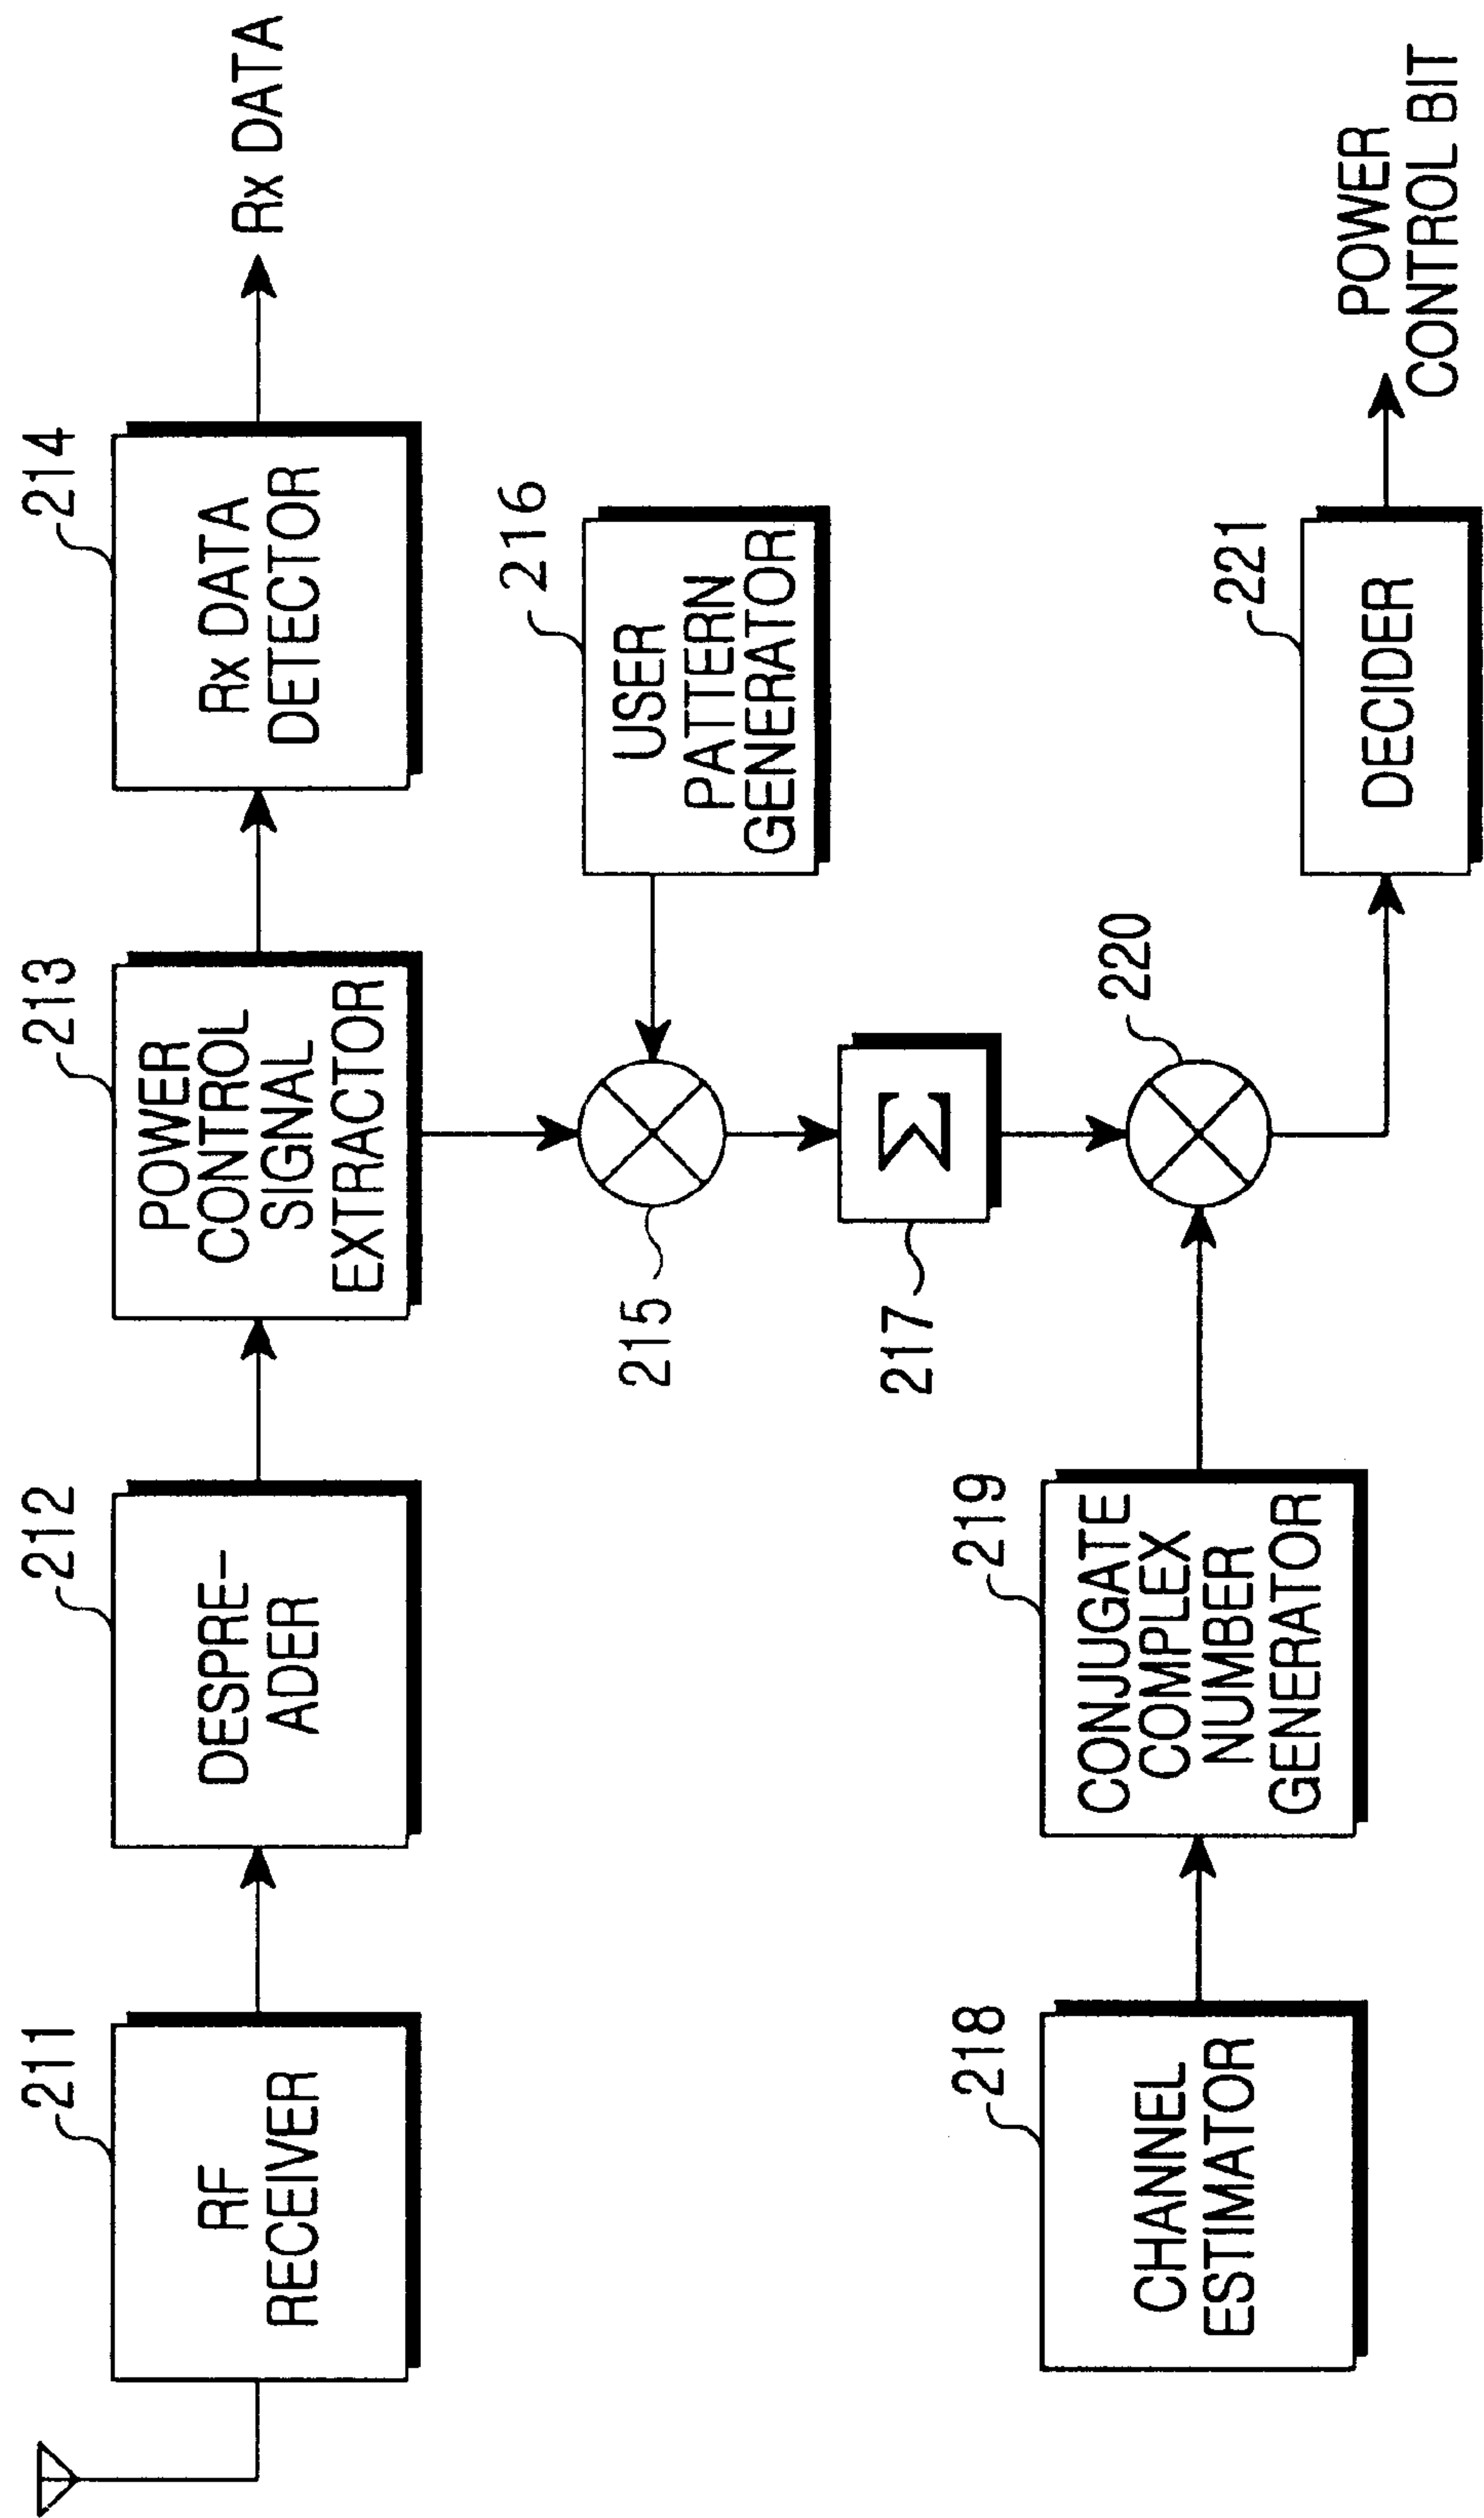 211
RF
RECEIVER
212
DESPRE-
ADER
213
POWER
CONTROL
SIGNAL
EXTRACTOR
214
Rx DATA
DETECTOR
Rx DATA
215
216
USER
PATTERN
GENERATOR
217
Σ
218
CHANNEL
ESTIMATOR
219
CONJUGATE
COMPLEX
NUMBER
GENERATOR
220
221
DECIDER
POWER
CONTROL BIT